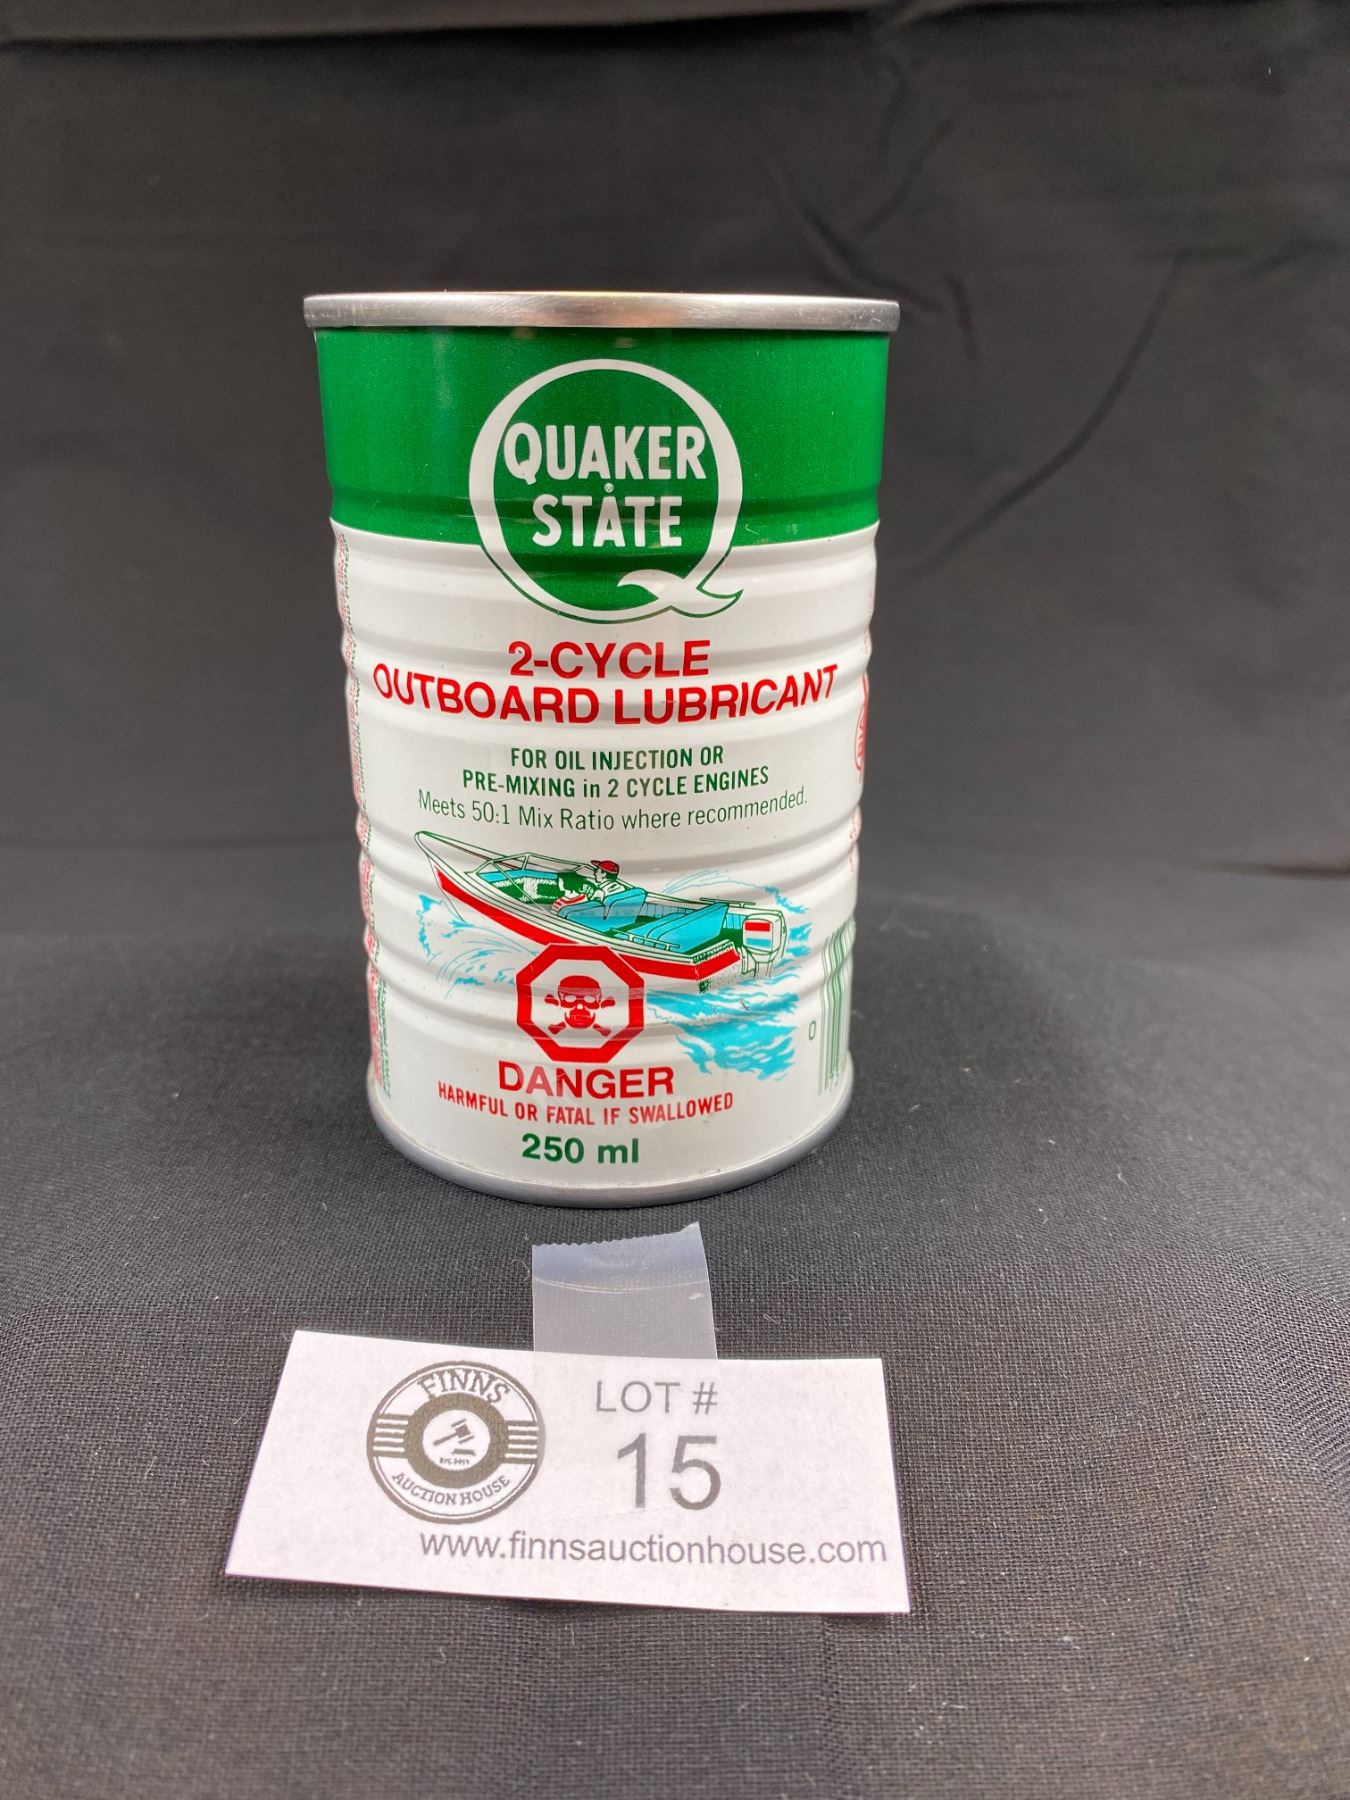 QUAKER
STATE
®
2-CYCLE
OUTBOARD LUBRICANT
FOR OIL INJECTION OR
PRE-MIXING in 2 CYCLE ENGINES
Meets 50:1 Mix Ratio where recommended.
DANGER
HARMFUL OR FATAL IF SWALLOWED
250 ml
0
FINNS
AUCTION HOUSE
LOT #
15
www.finnsauctionhouse.com